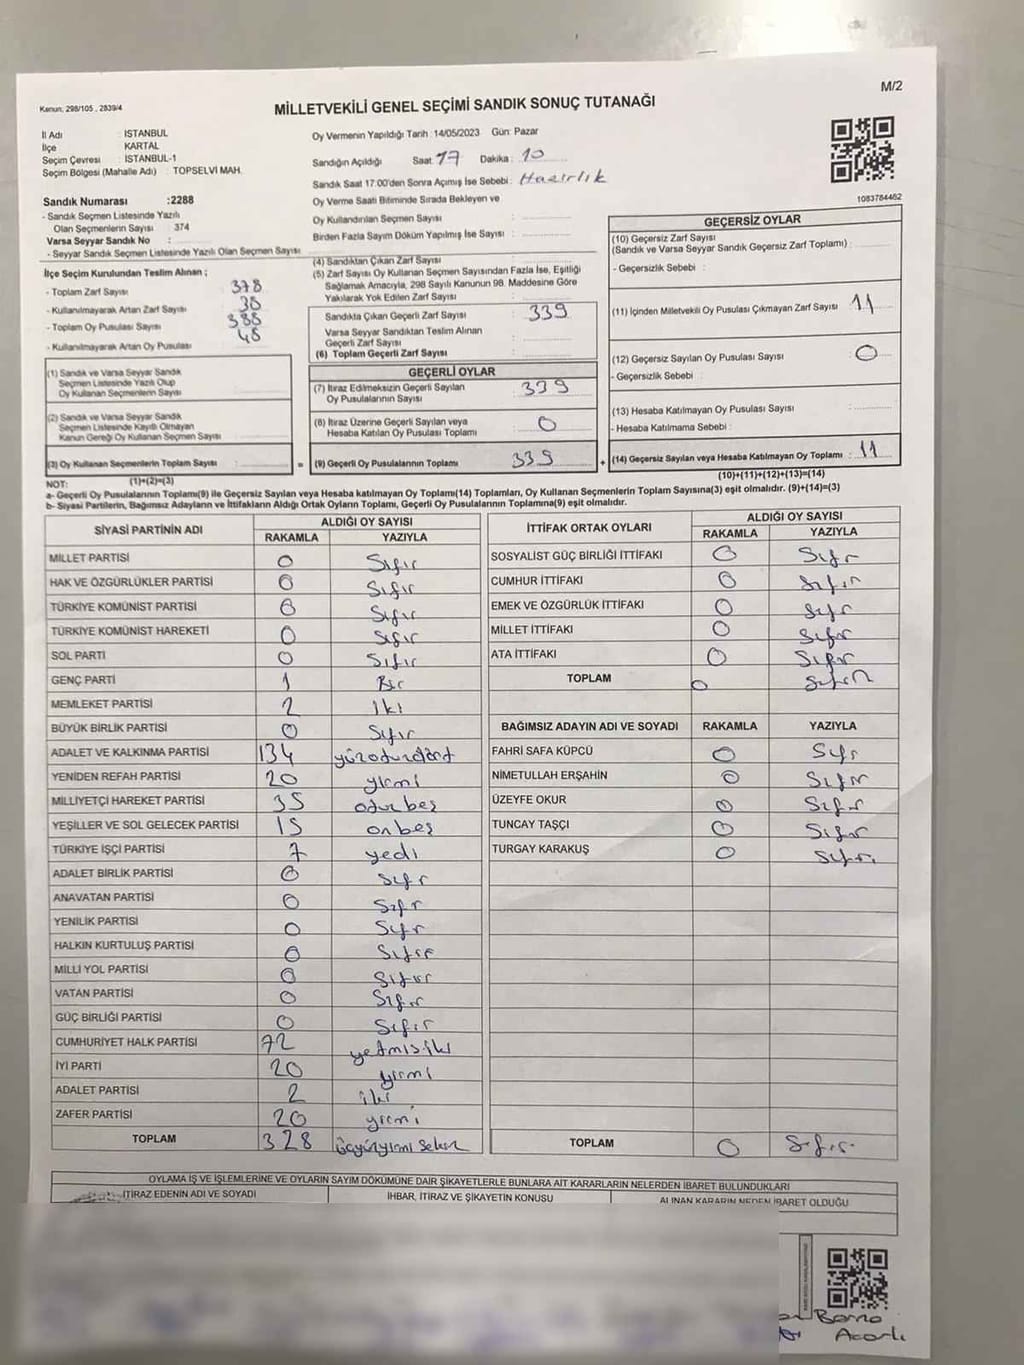 M/2
Kanun. 298/105 , 2839/4
MİLLETVEKİLİ GENEL SEÇİMİ SANDIK SONUÇ TUTANAĞI
İl Adı : İSTANBUL
İlçe KARTAL
Seçim Çevresi : İSTANBUL-1
Seçim Bölgesi (Mahalle Adı) : TOPSELVİ MAH.
Sandık Numarası :2288
- Sandık Seçmen Listesinde Yazılı
Olan Seçmenlerin Sayısı : 374
Varsa Seyyar Sandık No :
- Seyyar Sandık Seçmen Listesinde Yazılı Olan Seçmen Sayısı
Oy Vermenin Yapıldığı Tarih : 14/05/2023 Gün: Pazar
Sandığın Açıldığı Saat: 17 Dakika : 10
Sandık Saat 17:00'den Sonra Açımış İse Sebebi : Hazırlık
Oy Verme Saati Bitiminde Sırada Bekleyen ve
Oy Kullandırılan Seçmen Sayısı :
Birden Fazla Sayım Döküm Yapılmış İse Sayısı :
1083784462
İlçe Seçim Kurulundan Teslim Alınan ;
- Toplam Zarf Sayısı 378
- Kullanılmayarak Artan Zarf Sayısı 38
- Toplam Oy Pusulası Sayısı 388
- Kullanılmayarak Artan Oy Pusulası 48
(1) Sandık ve Varsa Seyyar Sandık
Seçmen Listesinde Yazılı Olup
Oy Kullanan Seçmenlerin Sayısı
(2) Sandık ve Varsa Seyyar Sandık
Seçmen Listesinde Kayıtlı Olmayan
Kanun Gereği Oy Kullanan Seçmen Sayısı
(3) Oy Kullanan Seçmenlerin Toplam Sayısı :
(1)+(2)=(3)
(4) Sandıktan Çıkan Zarf Sayısı :
(5) Zarf Sayısı Oy Kullanan Seçmen Sayısından Fazla İse, Eşitliği
Sağlamak Amacıyla, 298 Sayılı Kanunun 98. Maddesine Göre
Yakılarak Yok Edilen Zarf Sayısı :
Sandıkta Çıkan Geçerli Zarf Sayısı : 339
Varsa Seyyar Sandıktan Teslim Alınan
Geçerli Zarf Sayısı :
(6) Toplam Geçerli Zarf Sayısı :
GEÇERLİ OYLAR
(7) İtiraz Edilmeksizin Geçerli Sayılan
Oy Pusulalarının Sayısı : 339
(8) İtiraz Üzerine Geçerli Sayılan veya
Hesaba Katılan Oy Pusulası Toplamı : 0
= (9) Geçerli Oy Pusulalarının Toplamı 339 +
GEÇERSİZ OYLAR
(10) Geçersiz Zarf Sayısı
(Sandık ve Varsa Seyyar Sandık Geçersiz Zarf Toplamı) :
- Geçersizlik Sebebi :
(11) İçinden Milletvekili Oy Pusulası Çıkmayan Zarf Sayısı : 11
(12) Geçersiz Sayılan Oy Pusulası Sayısı : 0
- Geçersizlik Sebebi :
(13) Hesaba Katılmayan Oy Pusulası Sayısı :
- Hesaba Katılmama Sebebi :
(14) Geçersiz Sayılan veya Hesaba Katılmayan Oy Toplamı : 11
(10)+(11)+(12)+(13)=(14)
NOT:
a- Geçerli Oy Pusulalarının Toplamı(9) ile Geçersiz Sayılan veya Hesaba katılmayan Oy Toplamı(14) Toplamları, Oy Kullanan Seçmenlerin Toplam Sayısına(3) eşit olmalıdır. (9)+(14)=(3)
b- Siyasi Partilerin, Bağımsız Adayların ve İttifakların Aldığı Ortak Oyların Toplamı, Geçerli Oy Pusulalarının Toplamına(9) eşit olmalıdır.
SİYASİ PARTİNİN ADI ALDIĞI OY SAYISI
RAKAMLA YAZIYLA
MİLLET PARTİSİ 0 Sıfır
HAK VE ÖZGÜRLÜKLER PARTİSİ 0 Sıfır
TÜRKİYE KOMÜNİST PARTİSİ 0 Sıfır
TÜRKİYE KOMÜNİST HAREKETİ 0 Sıfır
SOL PARTİ 0 Sıfır
GENÇ PARTİ 1 Bir
MEMLEKET PARTİSİ 2 iki
BÜYÜK BİRLİK PARTİSİ 0 Sıfır
ADALET VE KALKINMA PARTİSİ 134 yüzotuzdört
YENİDEN REFAH PARTİSİ 20 yirmi
MİLLİYETÇİ HAREKET PARTİSİ 35 otuz beş
YEŞİLLER VE SOL GELECEK PARTİSİ 15 onbeş
TÜRKİYE İŞÇİ PARTİSİ 7 yedi
ADALET BİRLİK PARTİSİ 0 Sıfır
ANAVATAN PARTİSİ 0 Sıfır
YENİLİK PARTİSİ 0 Sıfır
HALKIN KURTULUŞ PARTİSİ 0 Sıfır
MİLLİ YOL PARTİSİ 0 Sıfır
VATAN PARTİSİ 0 Sıfır
GÜÇ BİRLİĞİ PARTİSİ 0 Sıfır
CUMHURİYET HALK PARTİSİ 72 yetmişiki
İYİ PARTİ 20 yirmi
ADALET PARTİSİ 2 iki
ZAFER PARTİSİ 20 yirmi
TOPLAM 328 üçyüzyirmi sekiz
İTTİFAK ORTAK OYLARI ALDIĞI OY SAYISI
RAKAMLA YAZIYLA
SOSYALİST GÜÇ BİRLİĞİ İTTİFAKI 0 Sıfır
CUMHUR İTTİFAKI 0 Sıfır
EMEK VE ÖZGÜRLÜK İTTİFAKI 0 Sıfır
MİLLET İTTİFAKI 0 Sıfır
ATA İTTİFAKI 0 Sıfır
TOPLAM 0 Sıfır
BAĞIMSIZ ADAYIN ADI VE SOYADI RAKAMLA YAZIYLA
FAHRİ SAFA KÜPCÜ 0 Sıfır
NİMETULLAH ERŞAHİN 0 Sıfır
ÜZEYFE OKUR 0 Sıfır
TUNCAY TAŞÇI 0 Sıfır
TURGAY KARAKUŞ 0 Sıfır
TOPLAM 0 Sıfır
OYLAMA İŞ VE İŞLEMLERİNE VE OYLARIN SAYIM DÖKÜMÜNE DAİR ŞİKAYETLERLE BUNLARA AİT KARARLARIN NELERDEN İBARET BULUNDUKLARI
İTİRAZ EDENİN ADI VE SOYADI İHBAR, İTİRAZ VE ŞİKAYETİN KONUSU ALINAN KARARIN NEDEN İBARET OLDUĞU